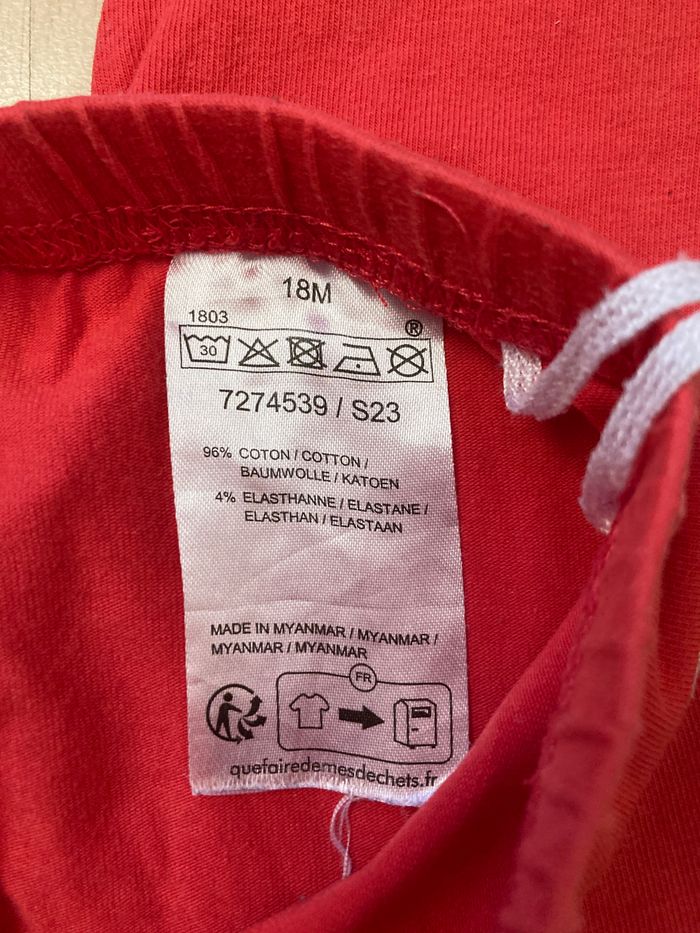 18M
1803
®
30
7274539 / S23
96% COTON / COTTON /
BAUMWOLLE / KATOEN
4% ELASTHANNE / ELASTANE /
ELASTHAN / ELASTAAN
MADE IN MYANMAR / MYANMAR /
MYANMAR / MYANMAR
FR
quefairedemesdechets.fr